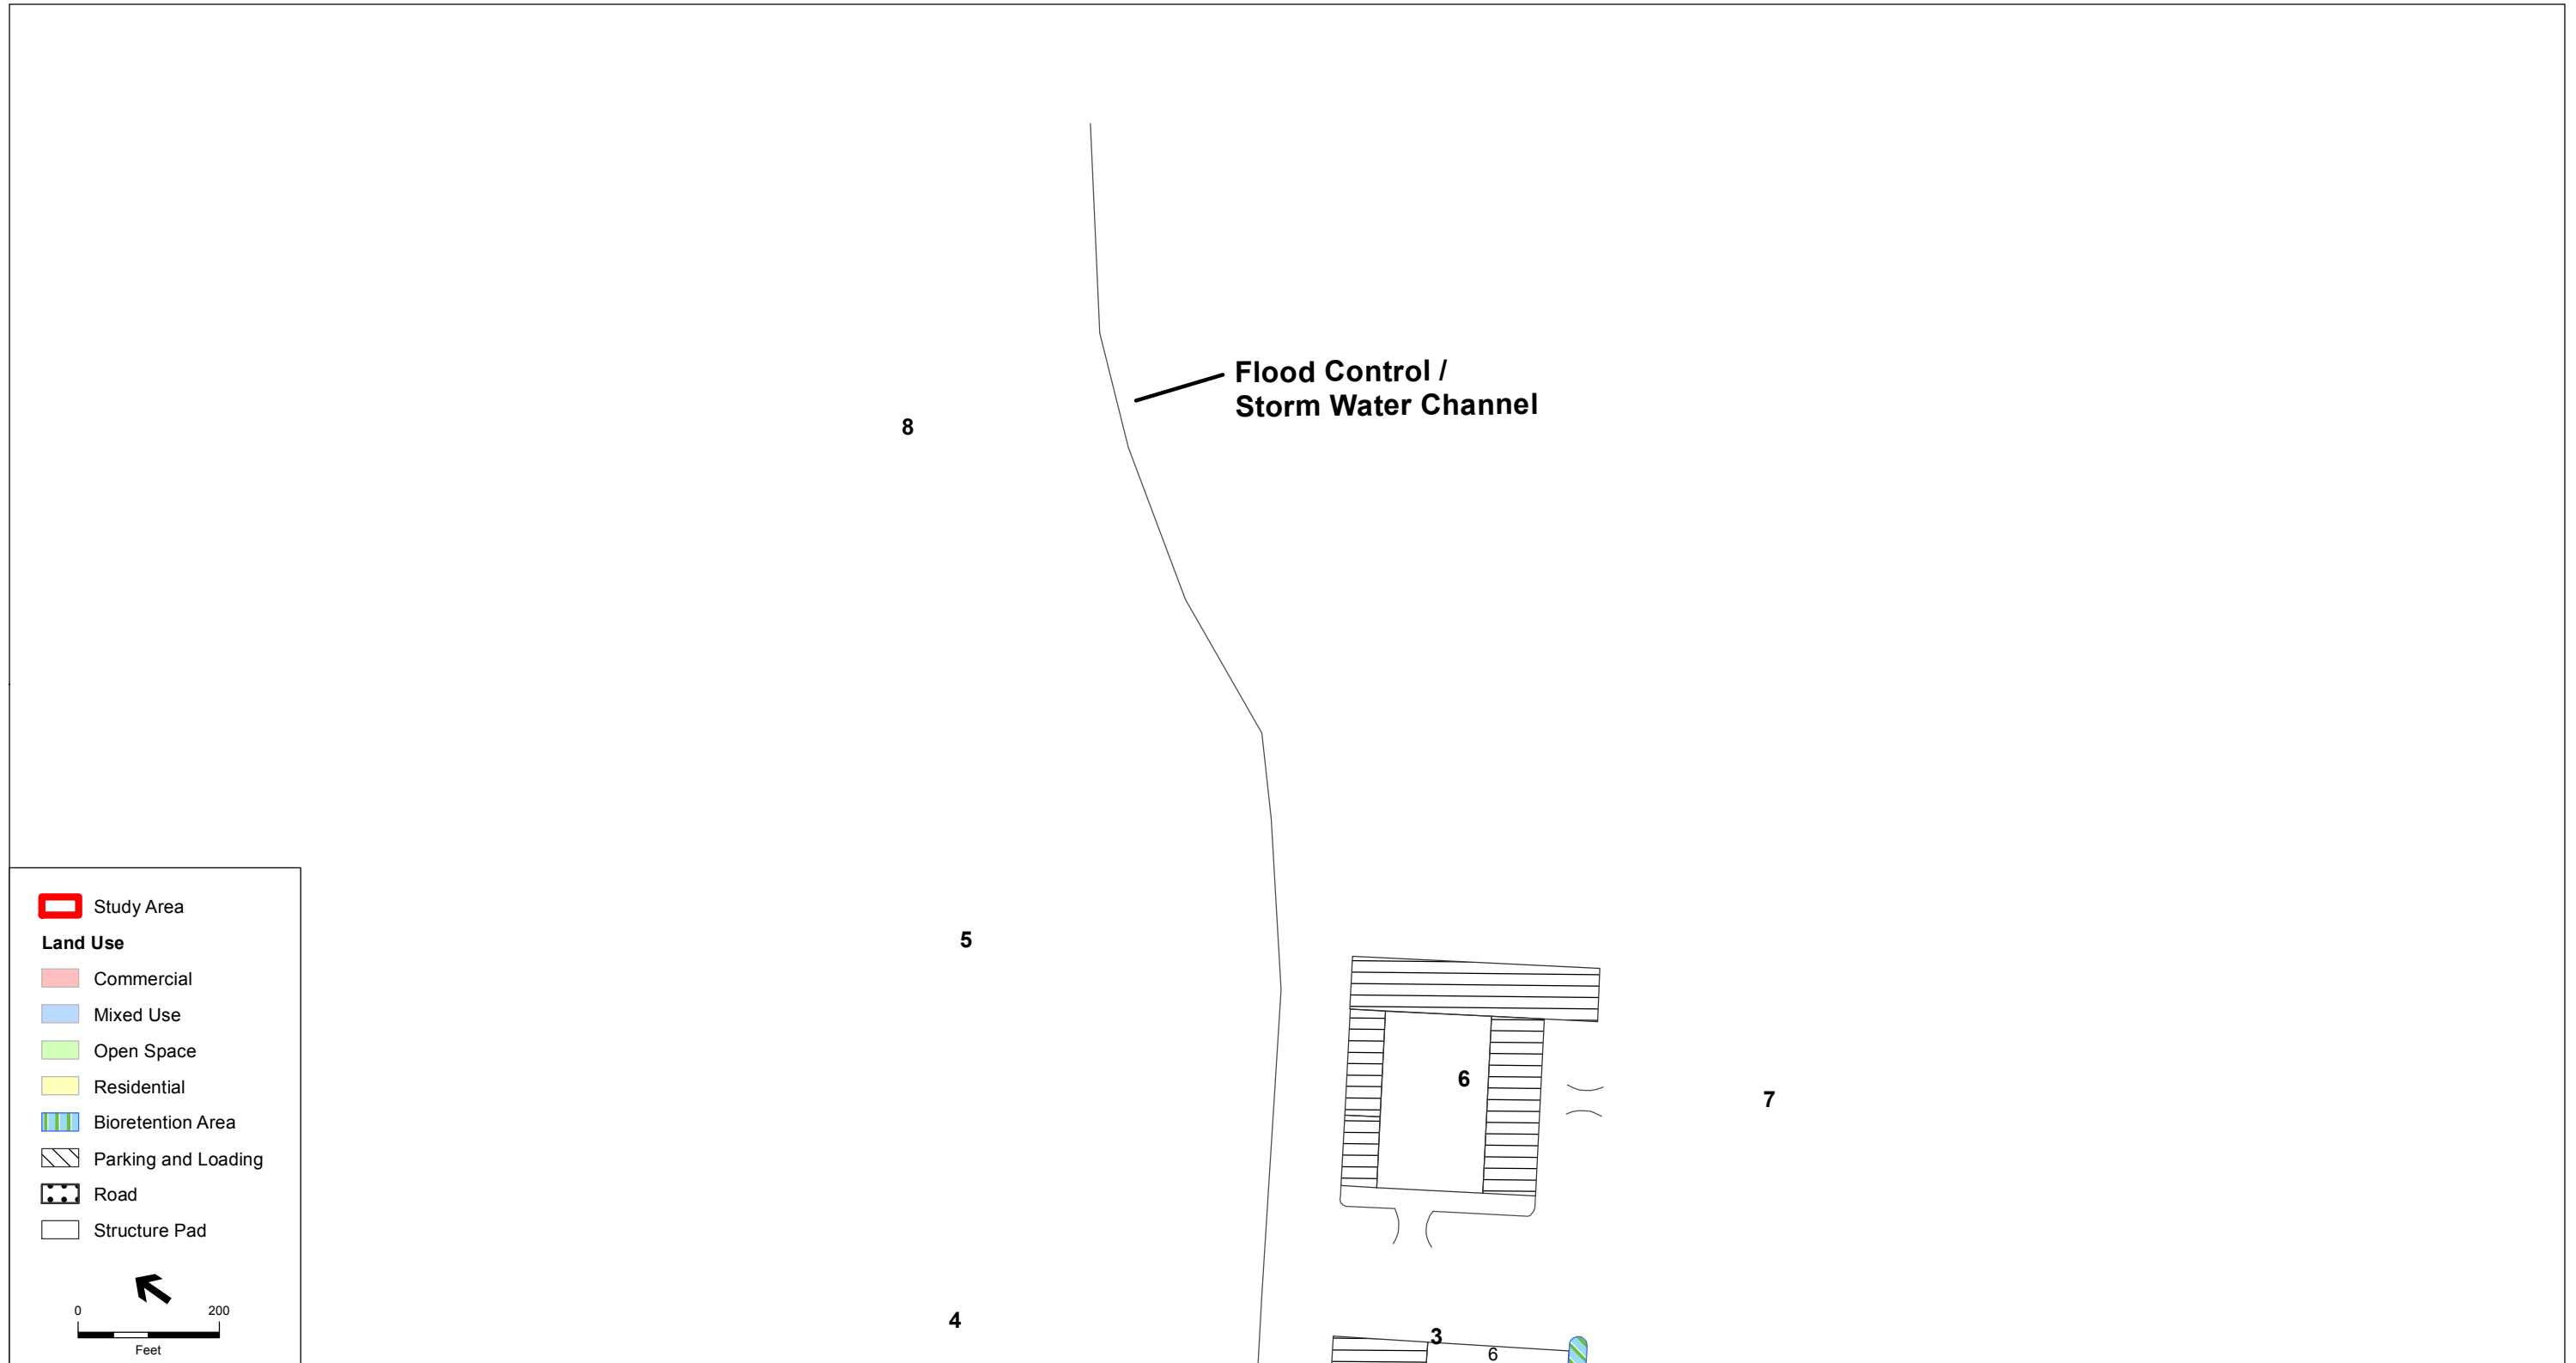 Flood Control /
Storm Water Channel
8
5
6
7
4
3
6
Study Area
Land Use
Commercial
Mixed Use
Open Space
Residential
Bioretention Area
Parking and Loading
Road
Structure Pad
0 200
Feet